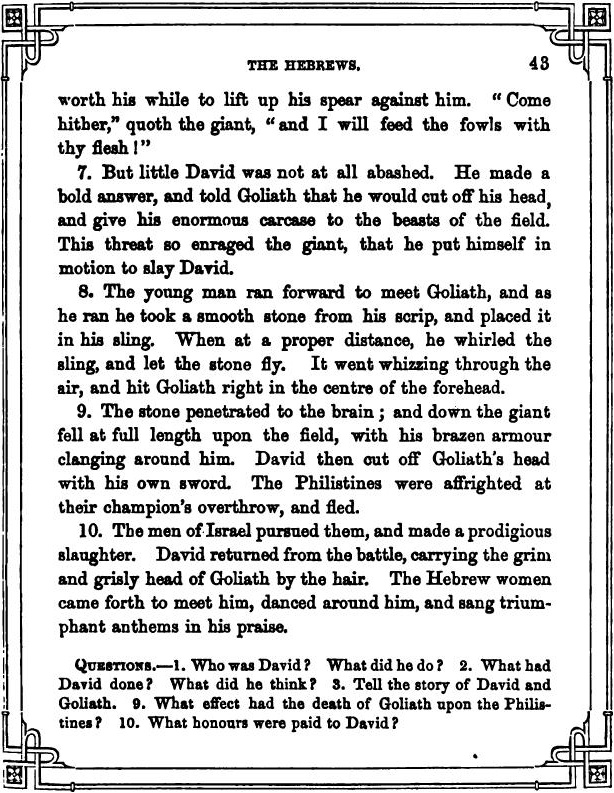 THE HEBREWS. 43
worth his while to lift up his spear against him. “Come
hither,” quoth the giant, “and I will feed the fowls with
thy flesh!”
7. But little David was not at all abashed. He made a
bold answer, and told Goliath that he would cut off his head,
and give his enormous carcase to the beasts of the field.
This threat so enraged the giant, that he put himself in
motion to slay David.
8. The young man ran forward to meet Goliath, and as
he ran he took a smooth stone from his scrip, and placed it
in his sling. When at a proper distance, he whirled the
sling, and let the stone fly. It went whizzing through the
air, and hit Goliath right in the centre of the forehead.
9. The stone penetrated to the brain; and down the giant
fell at full length upon the field, with his brazen armour
clanging around him. David then cut off Goliath's head
with his own sword. The Philistines were affrighted at
their champion's overthrow, and fled.
10. The men of Israel pursued them, and made a prodigious
slaughter. David returned from the battle, carrying the grim
and grisly head of Goliath by the hair. The Hebrew women
came forth to meet him, danced around him, and sang trium-
phant anthems in his praise.
QUESTIONS.—1. Who was David? What did he do? 2. What had
David done? What did he think? 3. Tell the story of David and
Goliath. 9. What effect had the death of Goliath upon the Philis-
tines? 10. What honours were paid to David?